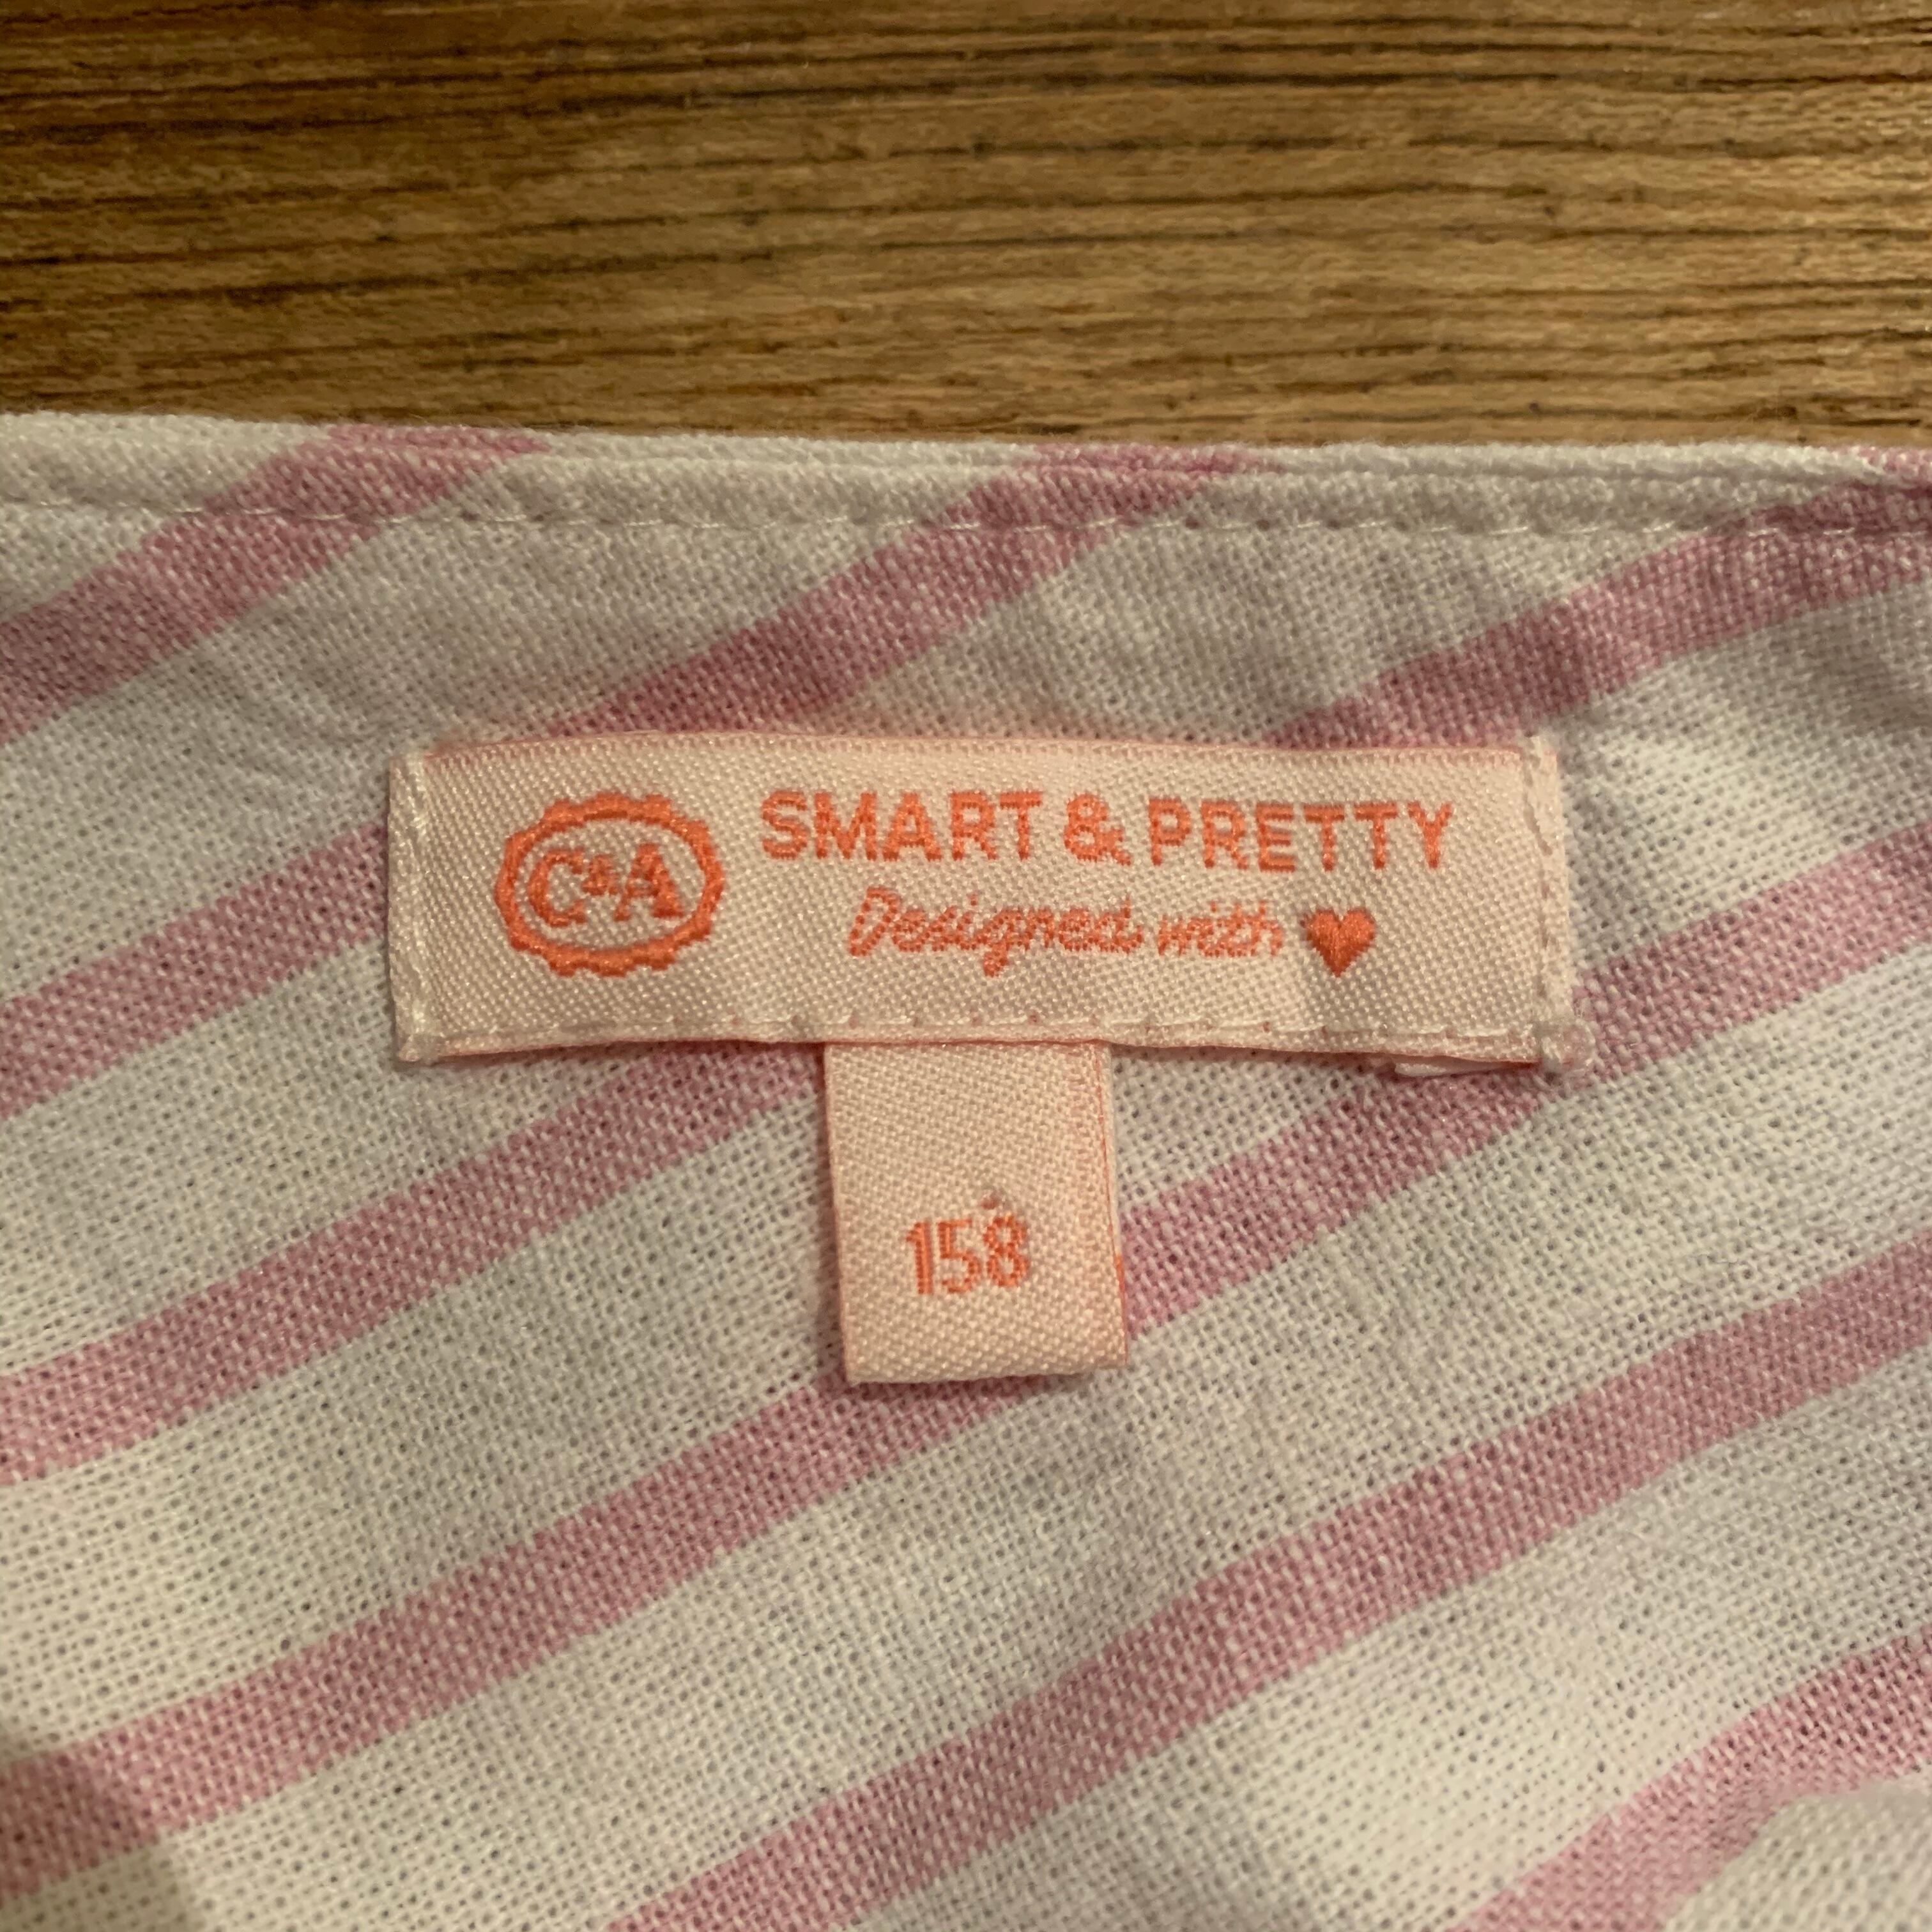 C&A
SMART & PRETTY
Designed with ♥
158